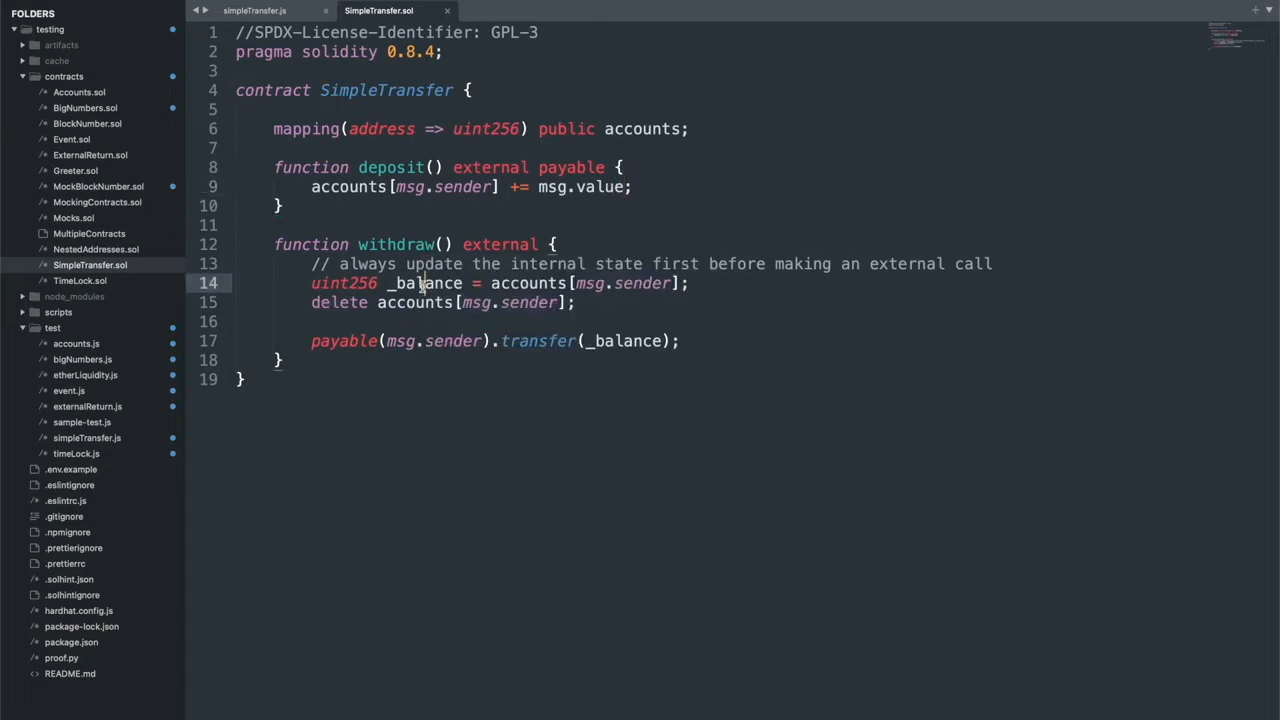 FOLDERS
testing
artifacts
cache
contracts
Accounts.sol
BigNumbers.sol
BlockNumber.sol
Event.sol
ExternalReturn.sol
Greeter.sol
MockBlockNumber.sol
MockingContracts.sol
Mocks.sol
MultipleContracts
NestedAddresses.sol
SimpleTransfer.sol
TimeLock.sol
node_modules
scripts
test
accounts.js
bigNumbers.js
etherLiquidity.js
event.js
externalReturn.js
sample-test.js
simpleTransfer.js
timeLock.js
.env.example
.eslintignore
.eslintrc.js
.gitignore
.npmignore
.prettierignore
.prettierrc
.solhint.json
.solhintignore
hardhat.config.js
package-lock.json
package.json
proof.py
README.md
simpleTransfer.js
SimpleTransfer.sol
1 //SPDX-License-Identifier: GPL-3
2 pragma solidity 0.8.4;
3
4 contract SimpleTransfer {
5
6 mapping(address => uint256) public accounts;
7
8 function deposit() external payable {
9 accounts[msg.sender] += msg.value;
10 }
11
12 function withdraw() external {
13 // always update the internal state first before making an external call
14 uint256 _balance = accounts[msg.sender];
15 delete accounts[msg.sender];
16
17 payable(msg.sender).transfer(_balance);
18 }
19 }